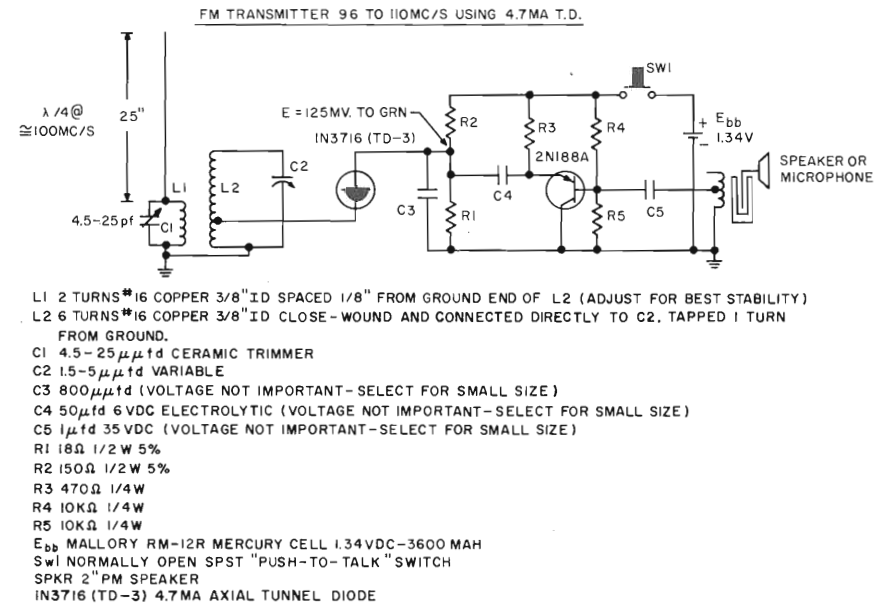 FM TRANSMITTER 96 TO 110MC/S USING 4.7MA T.D.
λ/4@
≅100MC/S
25"
L1
4.5-25pf
C1
L2
C2
E = 125MV. TO GRN
IN3716 (TD-3)
C3
R2
R1
C4
R3
2N188A
R4
R5
C5
SW1
+
Ebb
-
1.34V
SPEAKER OR
MICROPHONE
L1 2 TURNS #16 COPPER 3/8" ID SPACED 1/8" FROM GROUND END OF L2 (ADJUST FOR BEST STABILITY)
L2 6 TURNS #16 COPPER 3/8" ID CLOSE-WOUND AND CONNECTED DIRECTLY TO C2. TAPPED 1 TURN
FROM GROUND.
C1 4.5-25μμfd CERAMIC TRIMMER
C2 1.5-5μμfd VARIABLE
C3 800μμfd (VOLTAGE NOT IMPORTANT-SELECT FOR SMALL SIZE)
C4 50μfd 6VDC ELECTROLYTIC (VOLTAGE NOT IMPORTANT-SELECT FOR SMALL SIZE)
C5 1μfd 35 VDC (VOLTAGE NOT IMPORTANT-SELECT FOR SMALL SIZE)
R1 18Ω 1/2 W 5%
R2 150Ω 1/2 W 5%
R3 470Ω 1/4W
R4 10KΩ 1/4W
R5 10KΩ 1/4W
Ebb MALLORY RM-12R MERCURY CELL 1.34VDC-3600 MAH
Sw1 NORMALLY OPEN SPST "PUSH-TO-TALK" SWITCH
SPKR 2" PM SPEAKER
IN3716 (TD-3) 4.7MA AXIAL TUNNEL DIODE